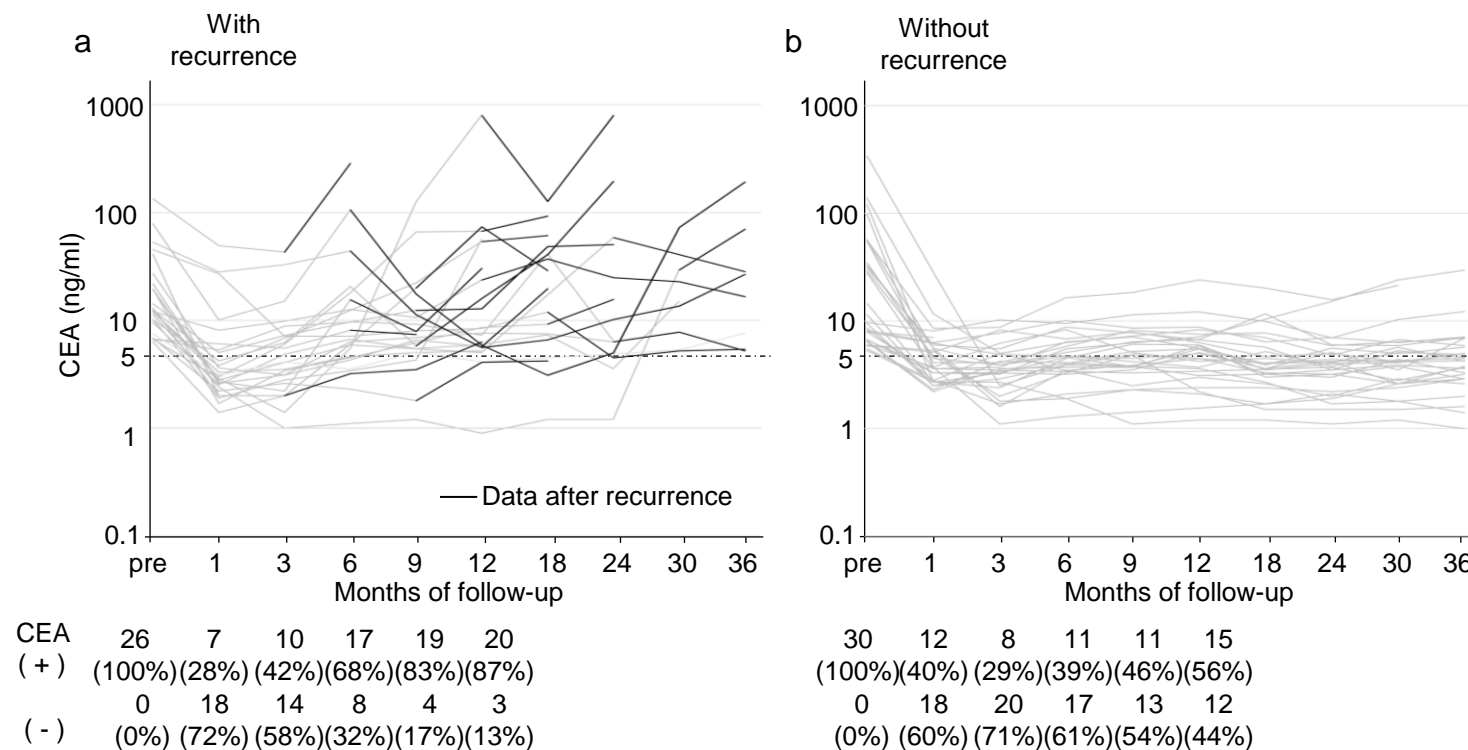 a
With
recurrence
1000
100
10
5
1
0.1
CEA (ng/ml)
Data after recurrence
pre 1 3 6 9 12 18 24 30 36
Months of follow-up
CEA 26 7 10 17 19 20
(+) (100%) (28%) (42%) (68%) (83%) (87%)
0 18 14 8 4 3
(-) (0%) (72%) (58%) (32%) (17%) (13%)
b
Without
recurrence
1000
100
10
5
1
0.1
pre 1 3 6 9 12 18 24 30 36
Months of follow-up
30 12 8 11 11 15
(100%) (40%) (29%) (39%) (46%) (56%)
0 18 20 17 13 12
(0%) (60%) (71%) (61%) (54%) (44%)